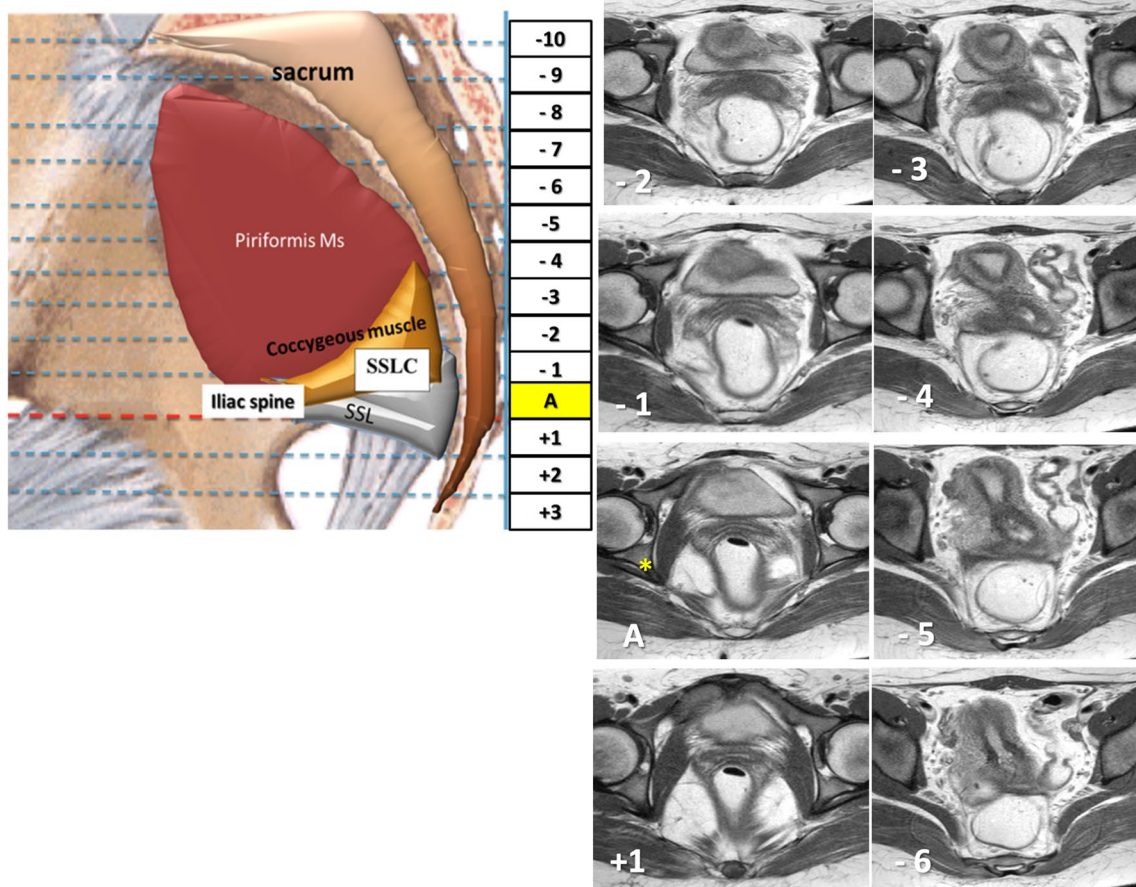 sacrum
Piriformis Ms
Coccygeous muscle
SSLC
Iliac spine
SSL
-10
- 9
- 8
- 7
- 6
-5
- 4
-3
-2
- 1
A
+1
+2
+3
- 2
- 3
- 1
- 4
*
A
- 5
+1
- 6